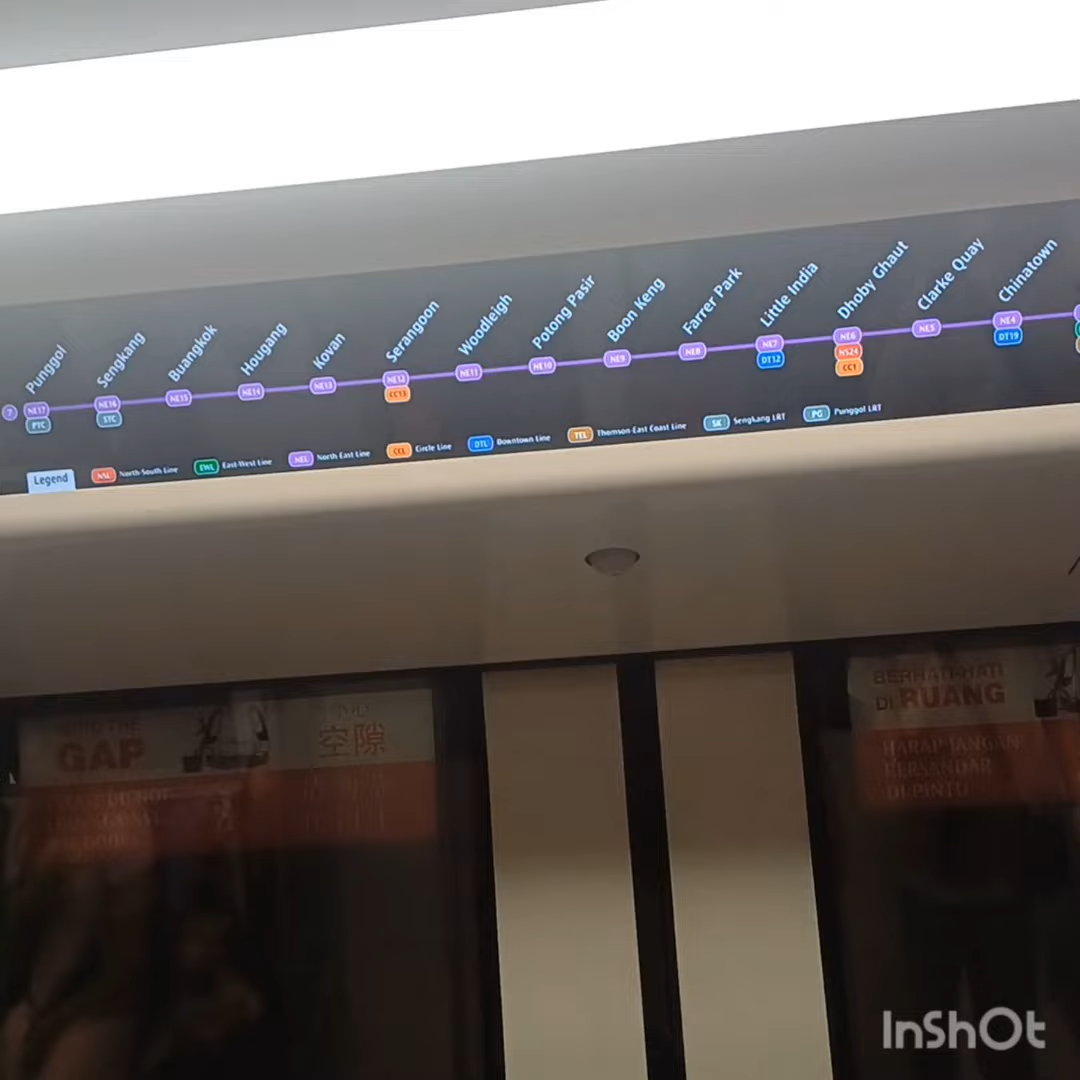 Punggol
Sengkang
Buangkok
Hougang
Kovan
Serangoon
Woodleigh
Potong Pasir
Boon Keng
Farrer Park
Little India
Dhoby Ghaut
Clarke Quay
Chinatown
7 NE17 NE16 NE15 NE14 NE13 NE12 NE11 NE10 NE9 NE8 NE7 NE6 NE5 NE4
PTC STC CC13 DT12 NS24 DT19
CC1
Legend NSL North South Line EWL East West Line NEL North East Line CCL Circle Line DTL Downtown Line TEL Thomson-East Coast Line SK Sengkang LRT PG Punggol LRT
THE
GAP
小心
空隙
BERHATI-HATI
DI RUANG
HARAP JANGAN
BERSANDAR
DI PINTU
InShOt